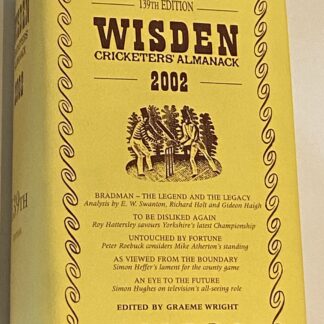 139TH EDITION
WISDEN
CRICKETERS' ALMANACK
2002
BRADMAN – THE LEGEND AND THE LEGACY
Analysis by E. W. Swanton, Richard Holt and Gideon Haigh
TO BE DISLIKED AGAIN
Roy Hattersley savours Yorkshire's latest Championship
UNTOUCHED BY FORTUNE
Peter Roebuck considers Mike Atherton's standing
AS VIEWED FROM THE BOUNDARY
Simon Heffer's lament for the county game
AN EYE TO THE FUTURE
Simon Hughes on television's all-seeing role
EDITED BY GRAEME WRIGHT
WISDEN
2002
139TH